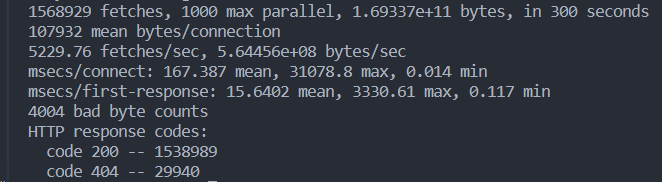 1568929 fetches, 1000 max parallel, 1.69337e+11 bytes, in 300 seconds
107932 mean bytes/connection
5229.76 fetches/sec, 5.64456e+08 bytes/sec
msecs/connect: 167.387 mean, 31078.8 max, 0.014 min
msecs/first-response: 15.6402 mean, 3330.61 max, 0.117 min
4004 bad byte counts
HTTP response codes:
  code 200 -- 1538989
  code 404 -- 29940